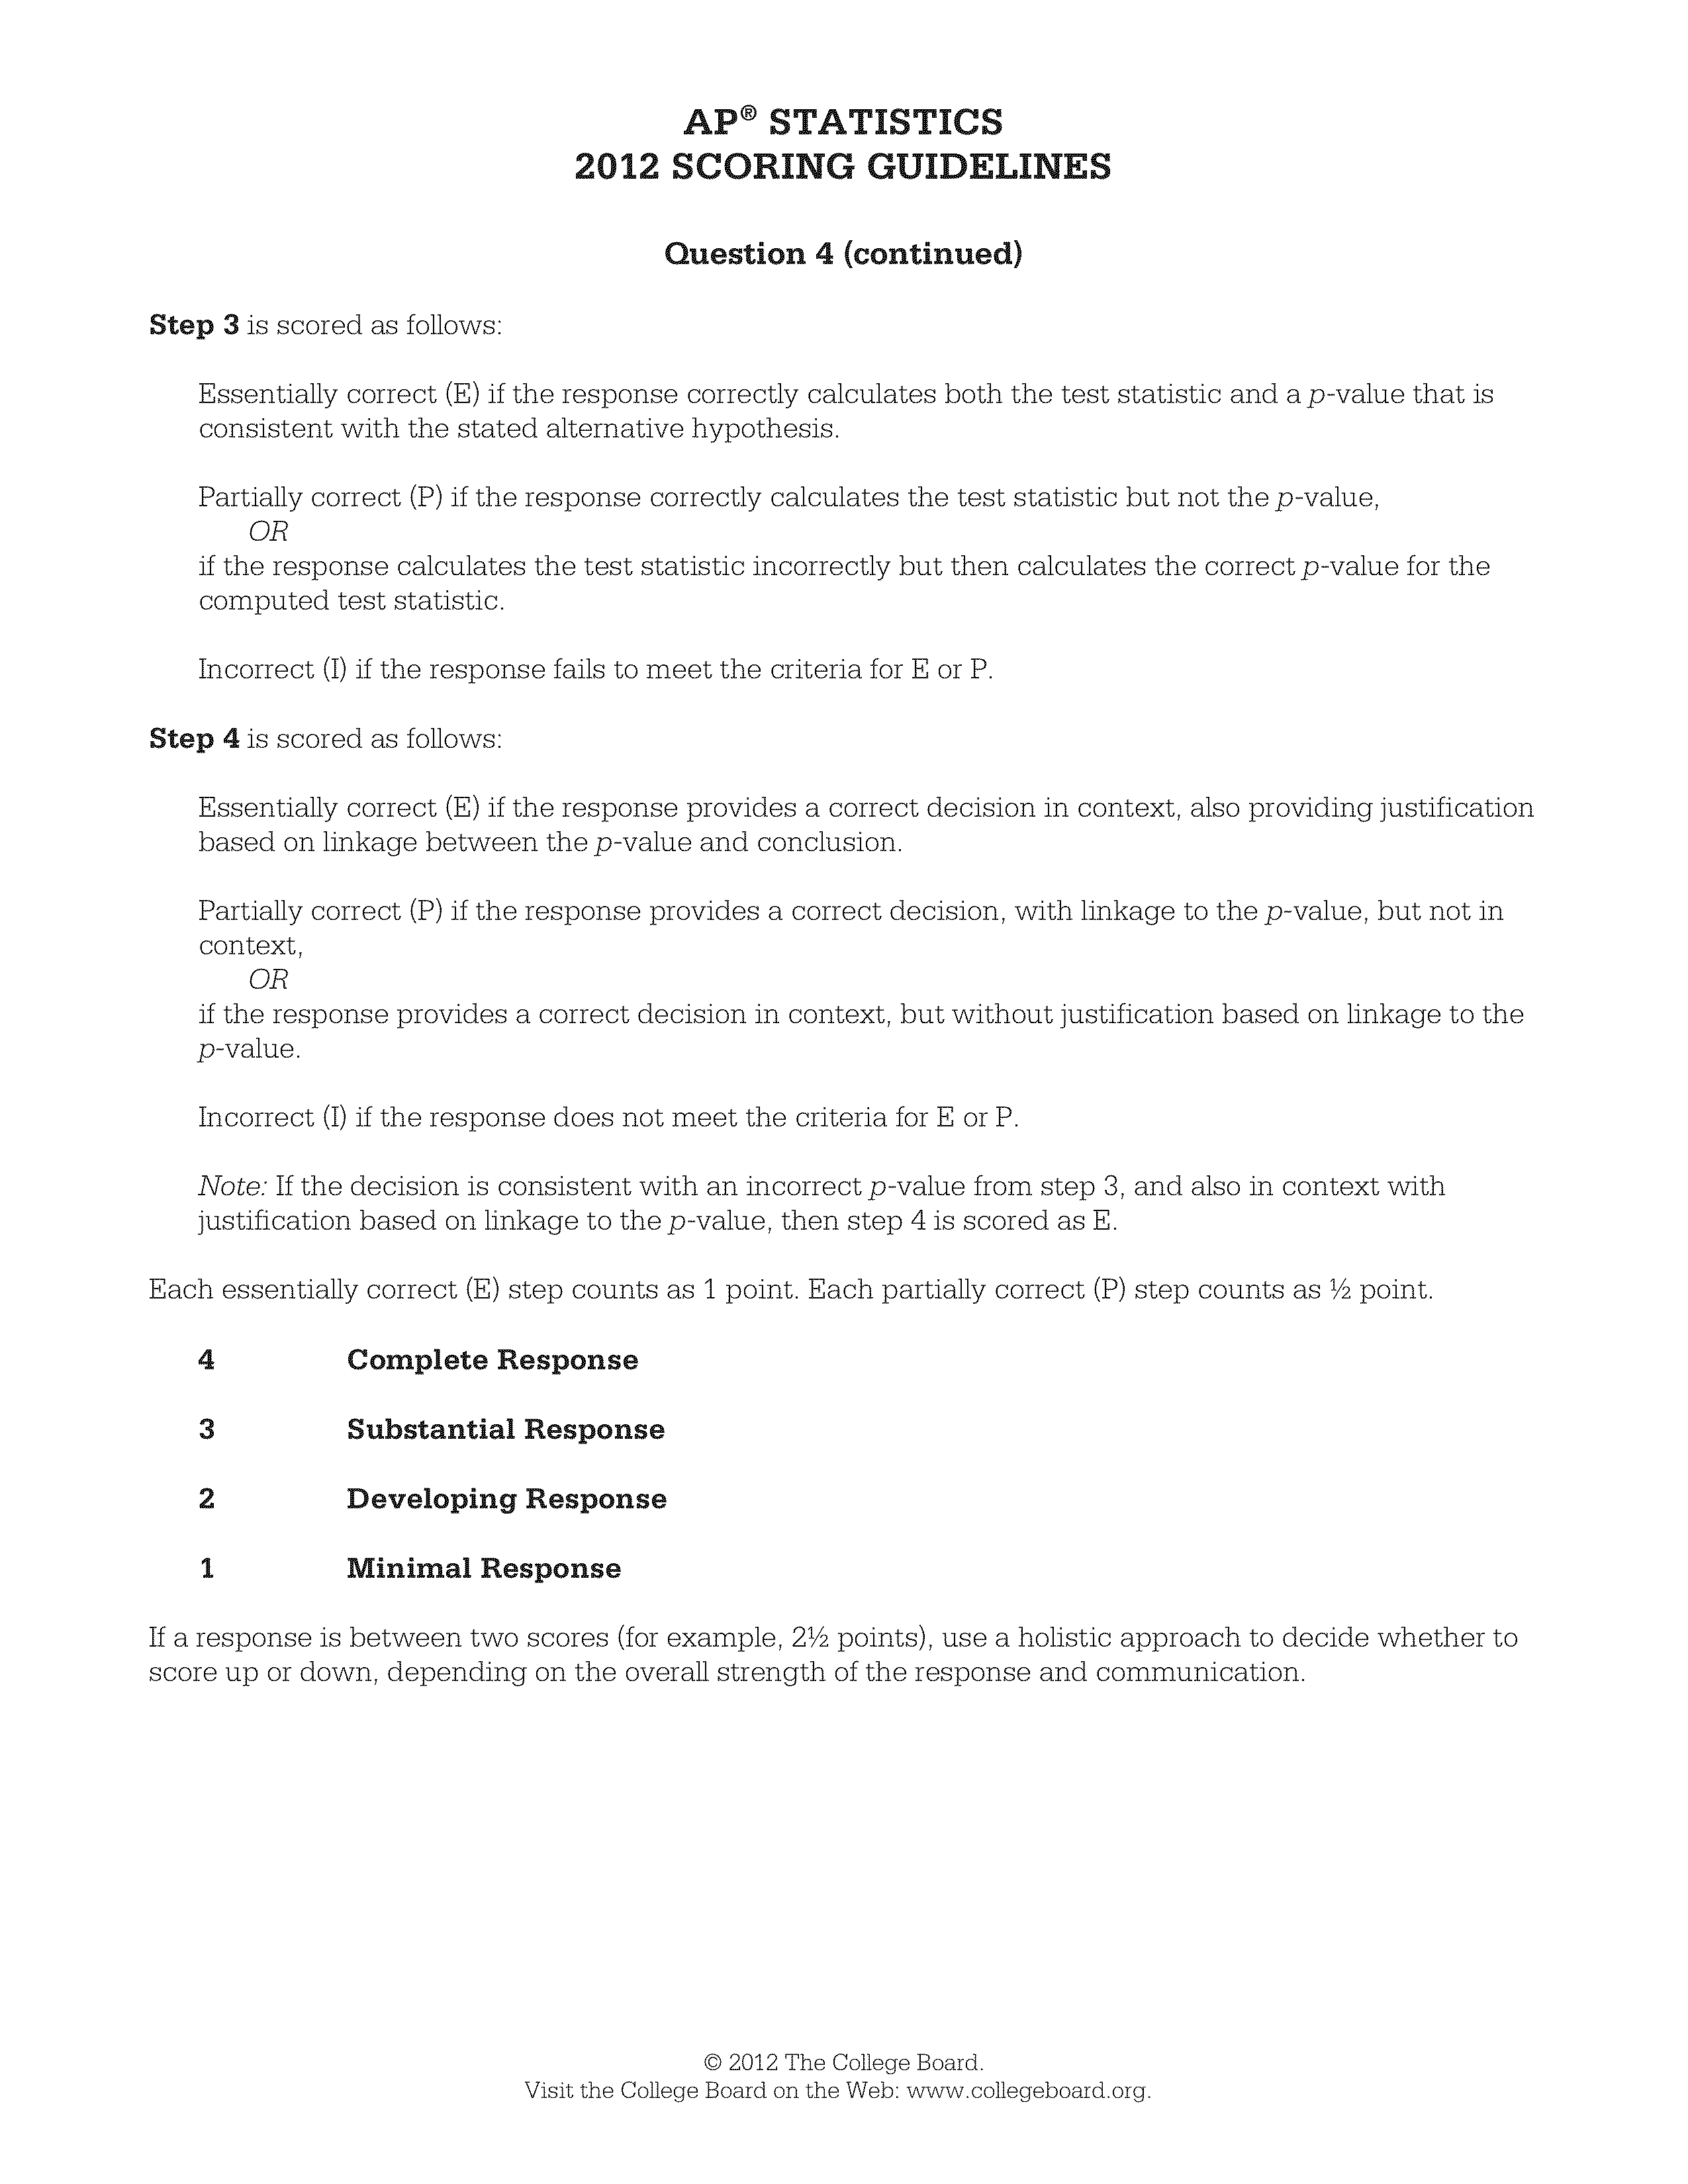 AP® STATISTICS
2012 SCORING GUIDELINES
Question 4 (continued)
Step 3 is scored as follows:
Essentially correct (E) if the response correctly calculates both the test statistic and a p-value that is
consistent with the stated alternative hypothesis.
Partially correct (P) if the response correctly calculates the test statistic but not the p-value,
OR
if the response calculates the test statistic incorrectly but then calculates the correct p-value for the
computed test statistic.
Incorrect (I) if the response fails to meet the criteria for E or P.
Step 4 is scored as follows:
Essentially correct (E) if the response provides a correct decision in context, also providing justification
based on linkage between the p-value and conclusion.
Partially correct (P) if the response provides a correct decision, with linkage to the p-value, but not in
context,
OR
if the response provides a correct decision in context, but without justification based on linkage to the
p-value.
Incorrect (I) if the response does not meet the criteria for E or P.
Note: If the decision is consistent with an incorrect p-value from step 3, and also in context with
justification based on linkage to the p-value, then step 4 is scored as E.
Each essentially correct (E) step counts as 1 point. Each partially correct (P) step counts as ½ point.
4 Complete Response
3 Substantial Response
2 Developing Response
1 Minimal Response
If a response is between two scores (for example, 2½ points), use a holistic approach to decide whether to
score up or down, depending on the overall strength of the response and communication.
© 2012 The College Board.
Visit the College Board on the Web: www.collegeboard.org.